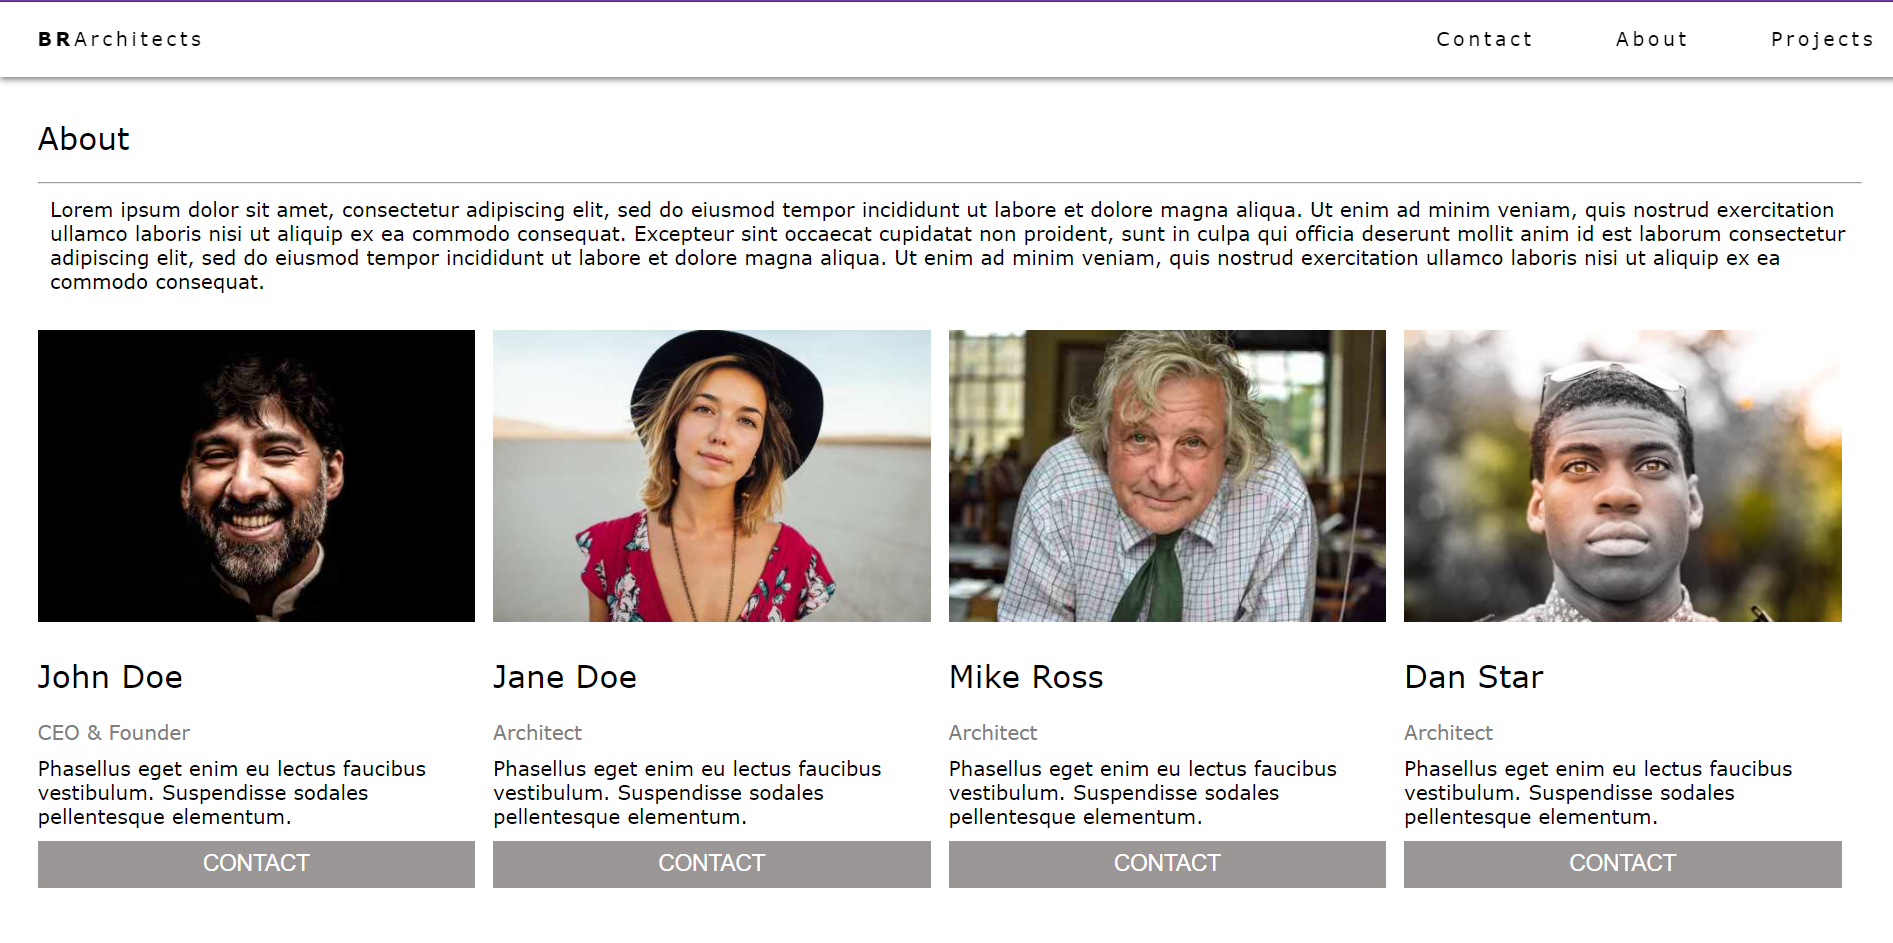 BRArchitects
Contact About Projects
About
Lorem ipsum dolor sit amet, consectetur adipiscing elit, sed do eiusmod tempor incididunt ut labore et dolore magna aliqua. Ut enim ad minim veniam, quis nostrud exercitation
ullamco laboris nisi ut aliquip ex ea commodo consequat. Excepteur sint occaecat cupidatat non proident, sunt in culpa qui officia deserunt mollit anim id est laborum consectetur
adipiscing elit, sed do eiusmod tempor incididunt ut labore et dolore magna aliqua. Ut enim ad minim veniam, quis nostrud exercitation ullamco laboris nisi ut aliquip ex ea
commodo consequat.
John Doe
CEO & Founder
Phasellus eget enim eu lectus faucibus
vestibulum. Suspendisse sodales
pellentesque elementum.
CONTACT
Jane Doe
Architect
Phasellus eget enim eu lectus faucibus
vestibulum. Suspendisse sodales
pellentesque elementum.
CONTACT
Mike Ross
Architect
Phasellus eget enim eu lectus faucibus
vestibulum. Suspendisse sodales
pellentesque elementum.
CONTACT
Dan Star
Architect
Phasellus eget enim eu lectus faucibus
vestibulum. Suspendisse sodales
pellentesque elementum.
CONTACT